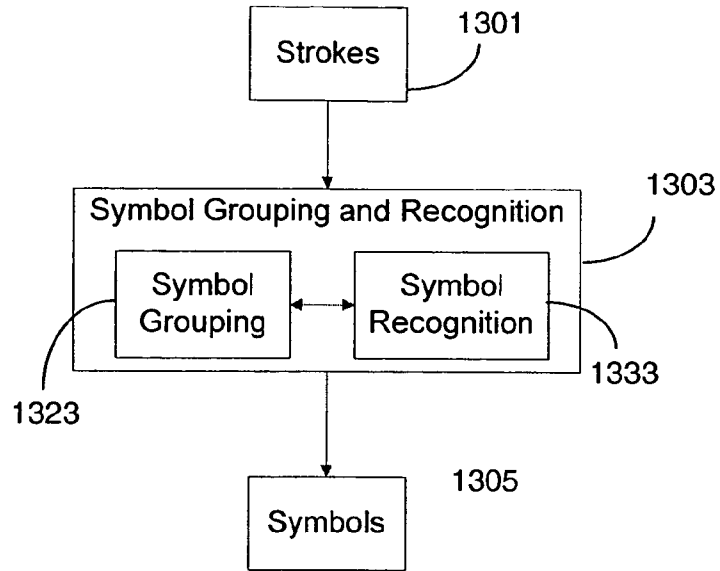 1301
Strokes
1303
Symbol Grouping and Recognition
Symbol
Grouping
Symbol
Recognition
1323
1333
1305
Symbols